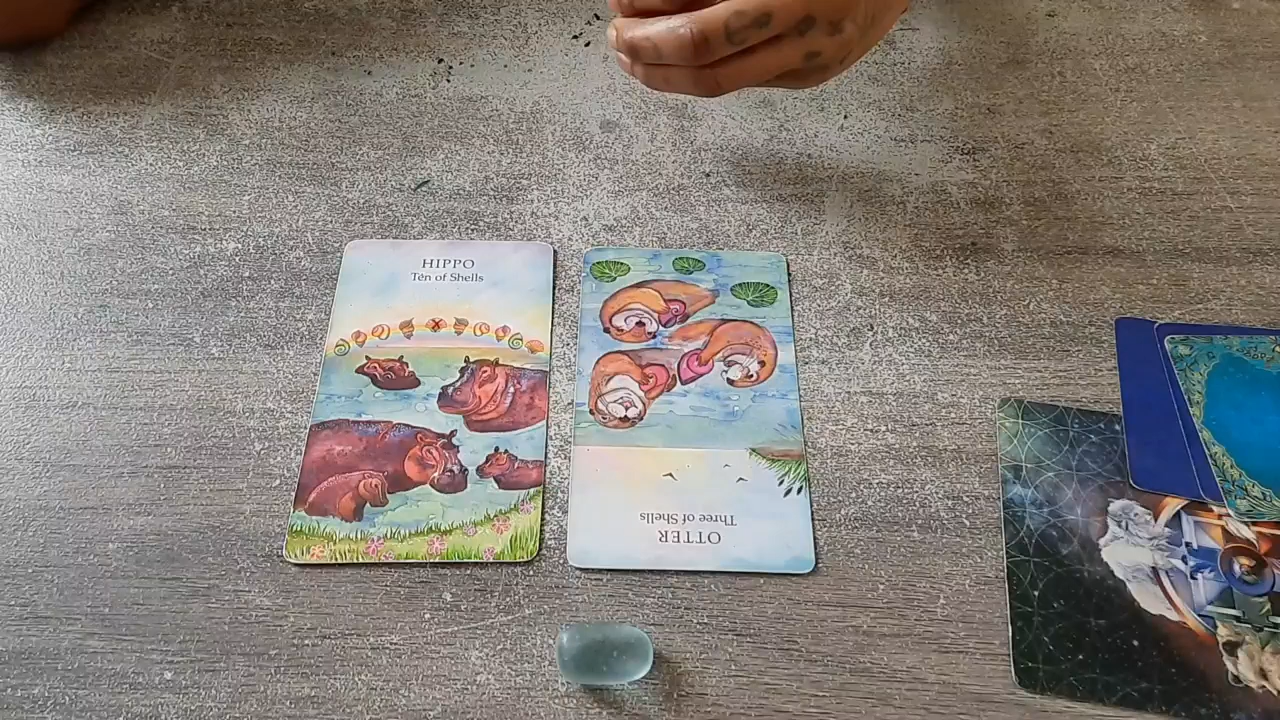 HIPPO
Ten of Shells
X
OTTER
Three of Shells